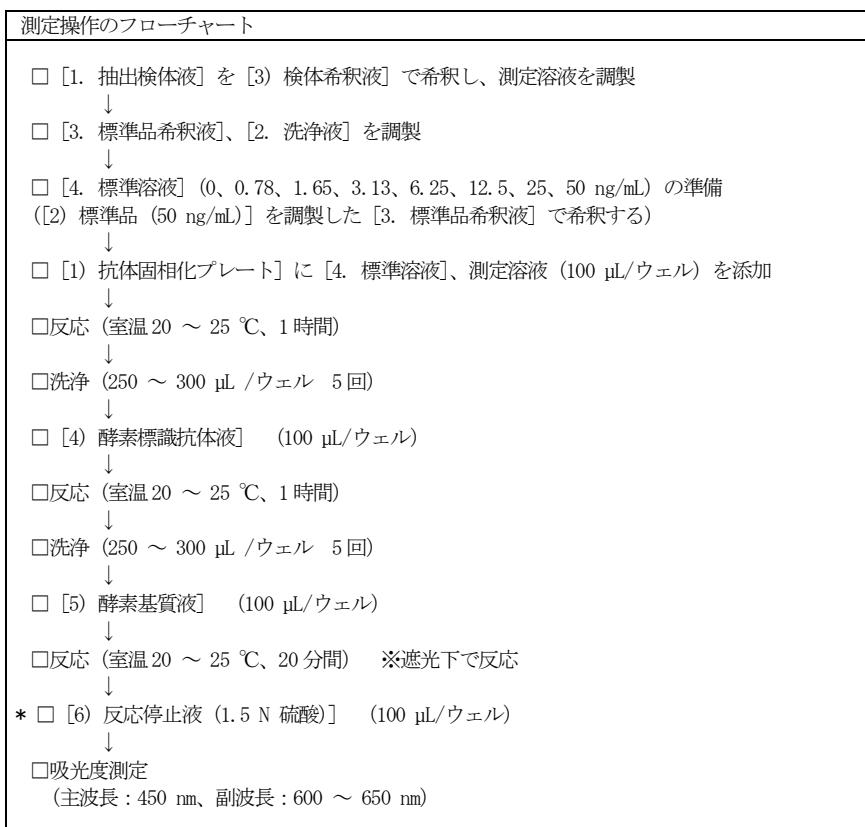 測定操作のフローチャート
□ [1. 抽出検体液] を [3) 検体希釈液] で希釈し、測定溶液を調製
↓
□ [3. 標準品希釈液]、[2. 洗浄液] を調製
↓
□ [4. 標準溶液] (0、0.78、1.65、3.13、6.25、12.5、25、50 ng/mL) の準備
([2) 標準品 (50 ng/mL)] を調製した [3. 標準品希釈液] で希釈する)
↓
□ [1) 抗体固相化プレート] に [4. 標準溶液]、測定溶液 (100 μL/ウェル) を添加
↓
□反応 (室温 20 ～ 25 ℃、1 時間)
↓
□洗浄 (250 ～ 300 μL /ウェル 5 回)
↓
□ [4) 酵素標識抗体液] (100 μL/ウェル)
↓
□反応 (室温 20 ～ 25 ℃、1 時間)
↓
□洗浄 (250 ～ 300 μL /ウェル 5 回)
↓
□ [5) 酵素基質液] (100 μL/ウェル)
↓
□反応 (室温 20 ～ 25 ℃、20 分間) ※遮光下で反応
↓
* □ [6) 反応停止液 (1.5 N 硫酸)] (100 μL/ウェル)
↓
□吸光度測定
(主波長：450 nm、副波長：600 ～ 650 nm)